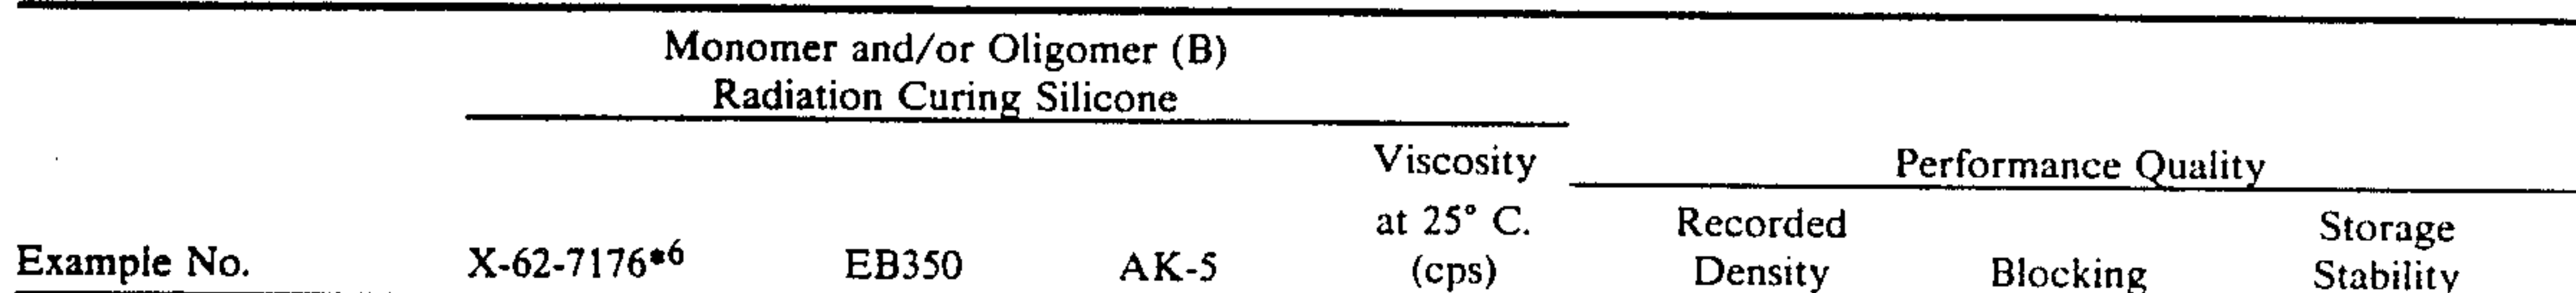 Monomer and/or Oligomer (B)
Radiation Curing Silicone
Viscosity Performance Quality
at 25° C. Recorded Storage
Example No. X-62-7176*6 EB350 AK-5 (cps) Density Blocking Stability